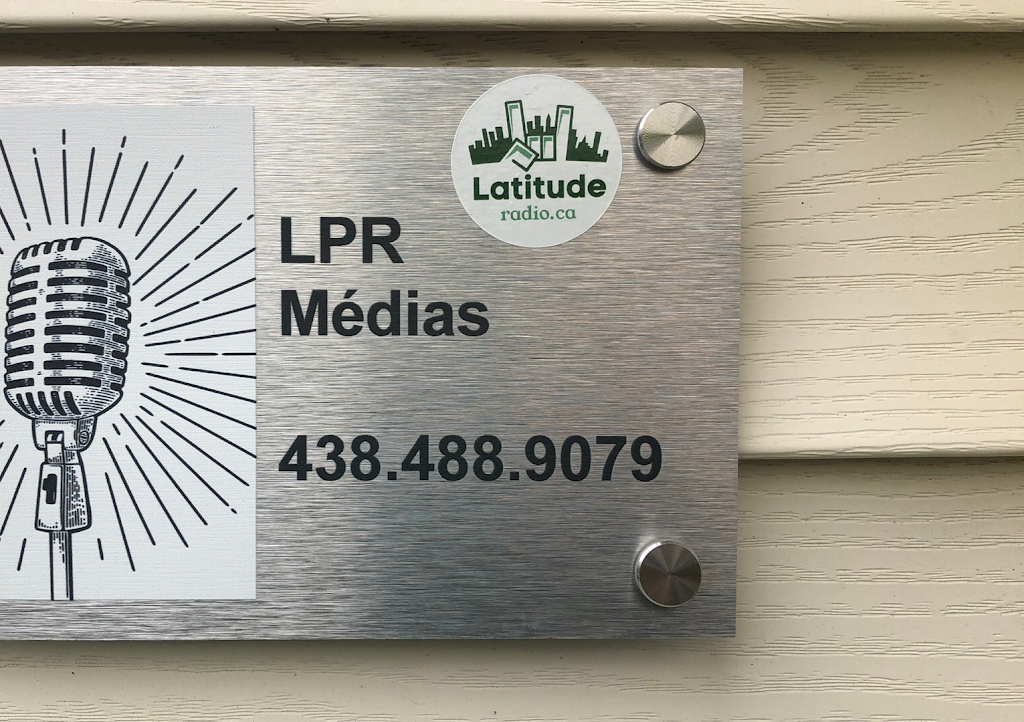 Latitude
radio.ca
LPR
Médias
438.488.9079